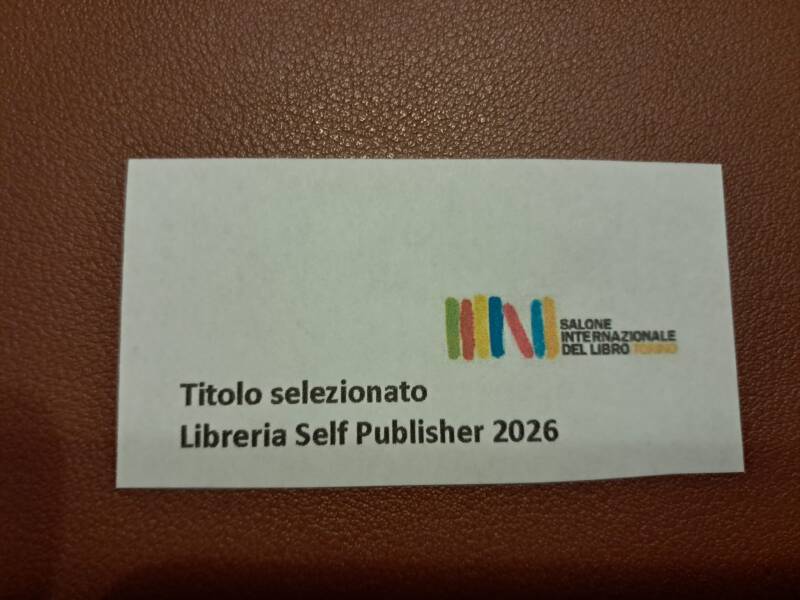 SALONE
INTERNAZIONALE
DEL LIBRO TORINO
Titolo selezionato
Libreria Self Publisher 2026